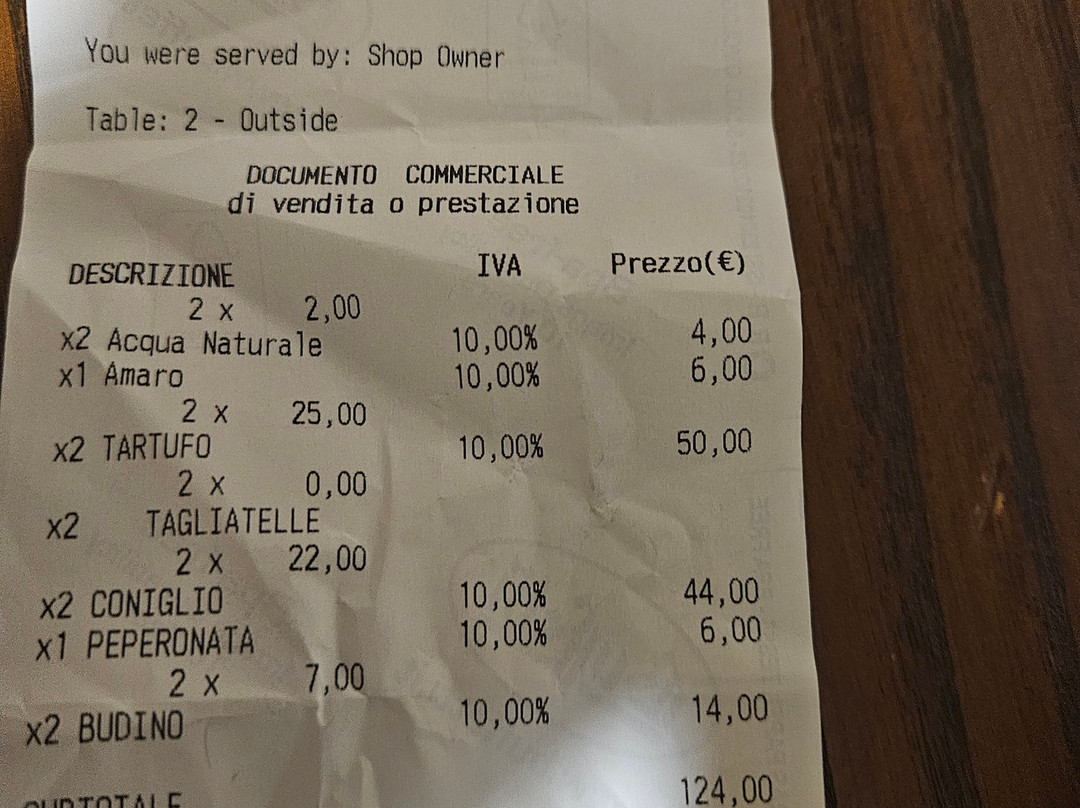 You were served by: Shop Owner
Table: 2 - Outside
DOCUMENTO COMMERCIALE
di vendita o prestazione
DESCRIZIONE IVA Prezzo(€)
2 x 2,00
x2 Acqua Naturale 10,00% 4,00
x1 Amaro 10,00% 6,00
2 x 25,00
x2 TARTUFO 10,00% 50,00
2 x 0,00
x2 TAGLIATELLE
2 x 22,00
x2 CONIGLIO 10,00% 44,00
x1 PEPERONATA 10,00% 6,00
2 x 7,00
x2 BUDINO 10,00% 14,00
SUBTOTALE 124,00